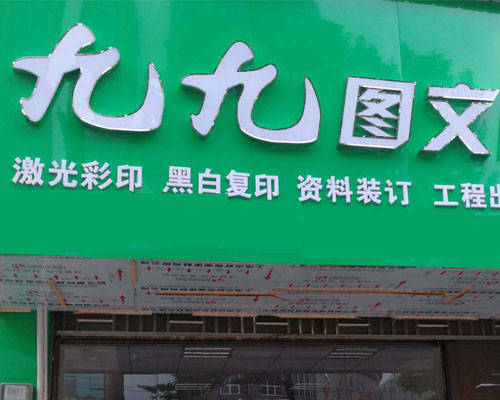 九九图文
激光彩印 黑白复印 资料装订 工程出